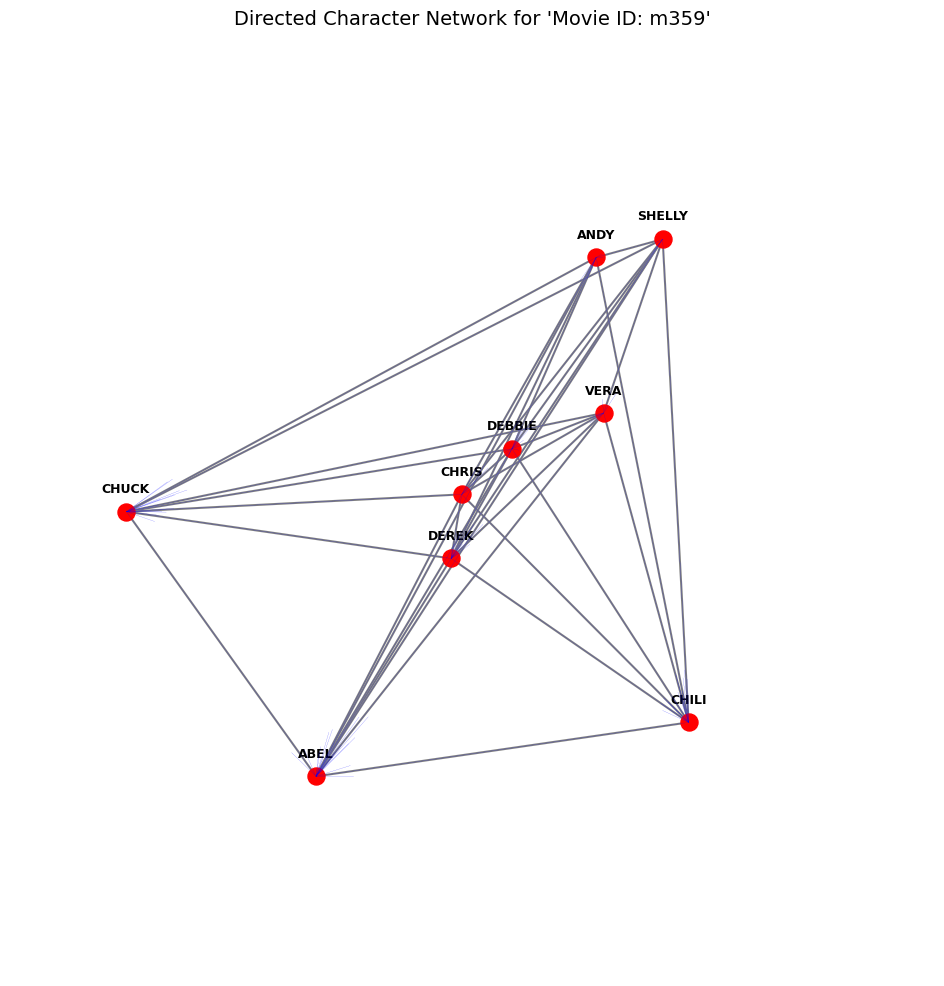 Directed Character Network for 'Movie ID: m359'
SHELLY
ANDY
VERA
DEBBIE
CHRIS
CHUCK
DEREK
CHILI
ABEL